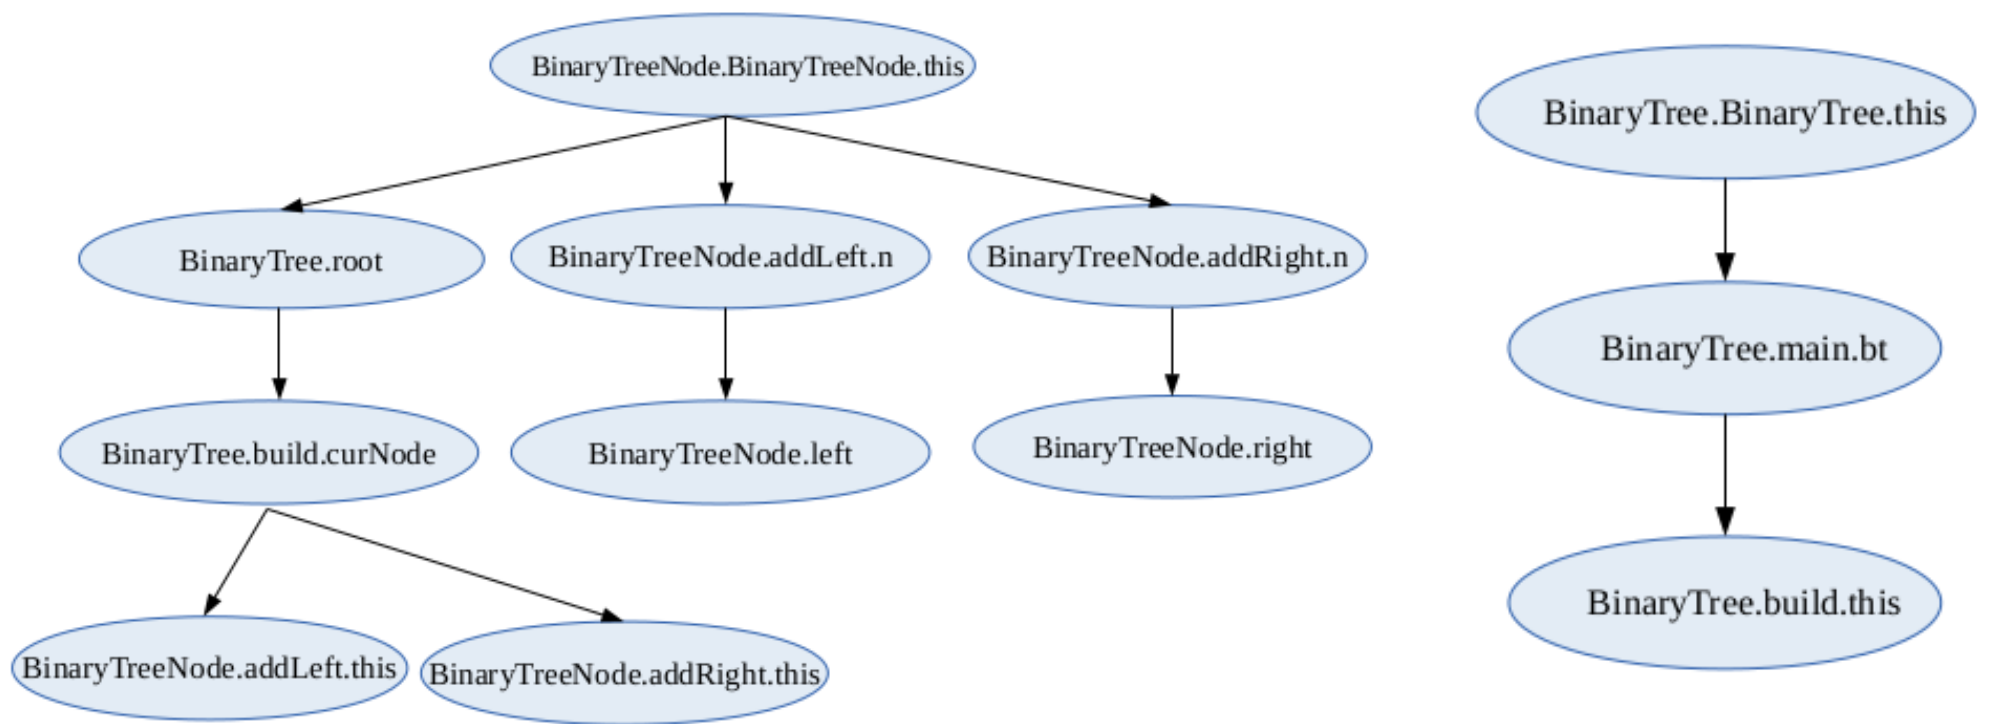 BinaryTreeNode.BinaryTreeNode.this
BinaryTree.BinaryTree.this
BinaryTree.root
BinaryTreeNode.addLeft.n
BinaryTreeNode.addRight.n
BinaryTree.main.bt
BinaryTree.build.curNode
BinaryTreeNode.left
BinaryTreeNode.right
BinaryTree.build.this
BinaryTreeNode.addLeft.this
BinaryTreeNode.addRight.this